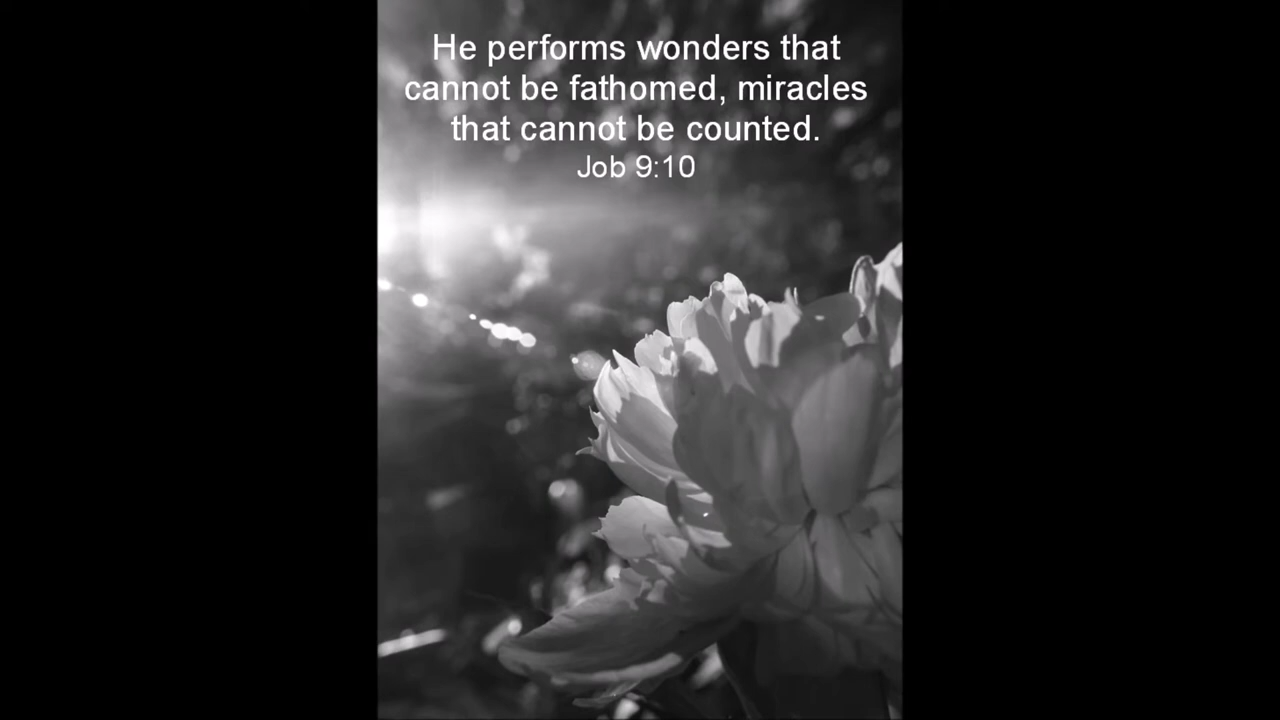 He performs wonders that
cannot be fathomed, miracles
that cannot be counted.
Job 9:10